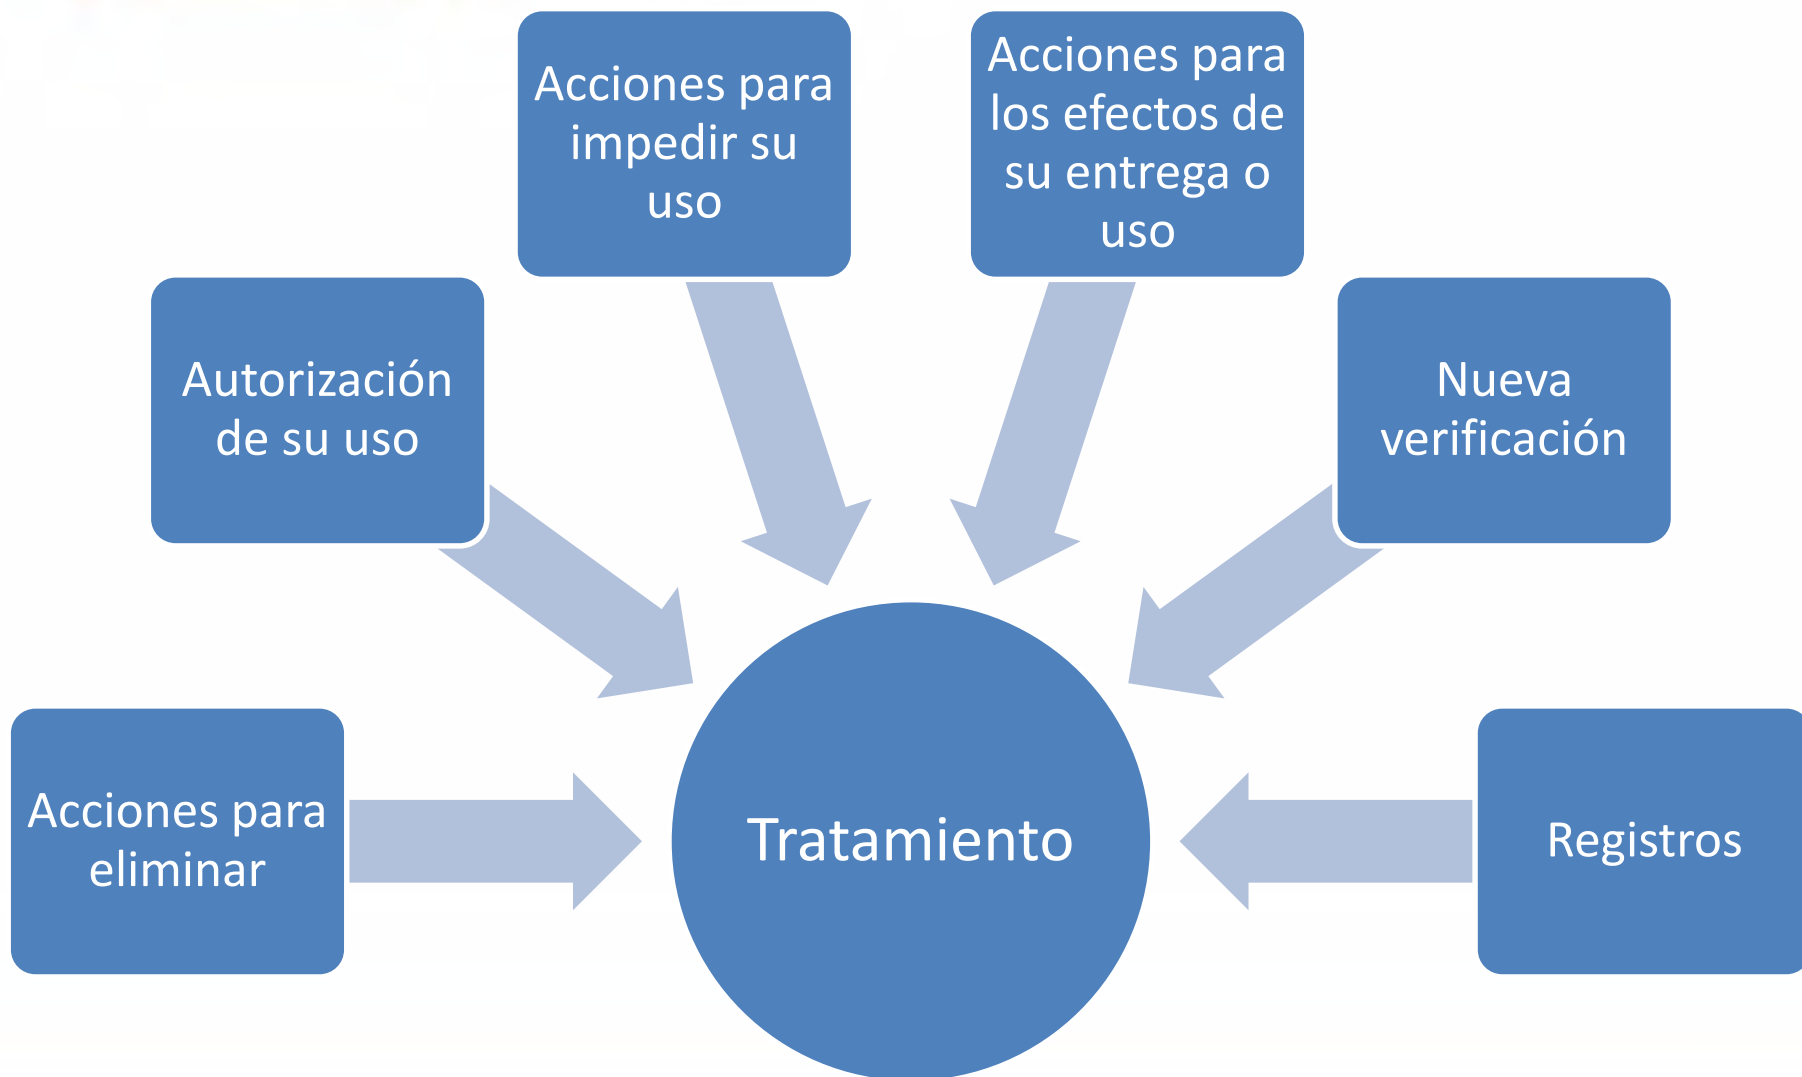 Acciones para
impedir su
uso
Acciones para
los efectos de
su entrega o
uso
Autorización
de su uso
Nueva
verificación
Acciones para
eliminar
Tratamiento
Registros